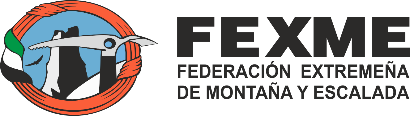 FEXME
FEDERACIÓN EXTREMEÑA
DE MONTAÑA Y ESCALADA